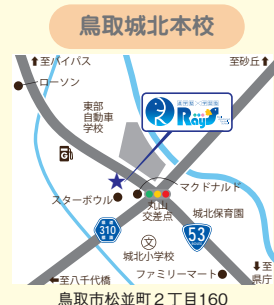 鳥取城北本校
⬆至バイパス
至砂丘⬆
ローソン
東部
自動車
学校
Rays
マクドナルド
スターボウル
丸山
交差点
城北保育園
310
53
文
城北小学校
⬇至
県庁
ファミリーマート
⬅至八千代橋
鳥取市松並町2丁目160